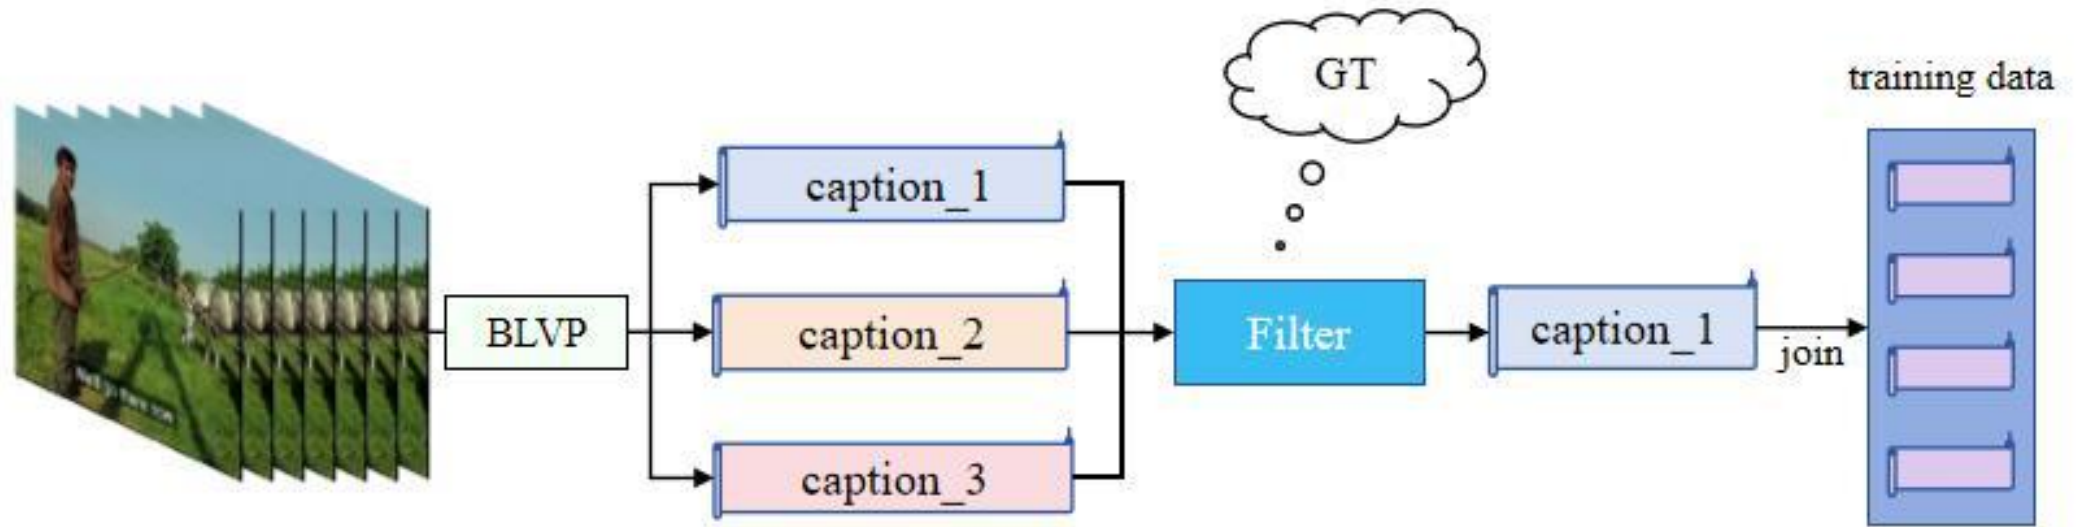 GT
training data
caption_1
BLVP
caption_2
Filter
caption_1
join
caption_3